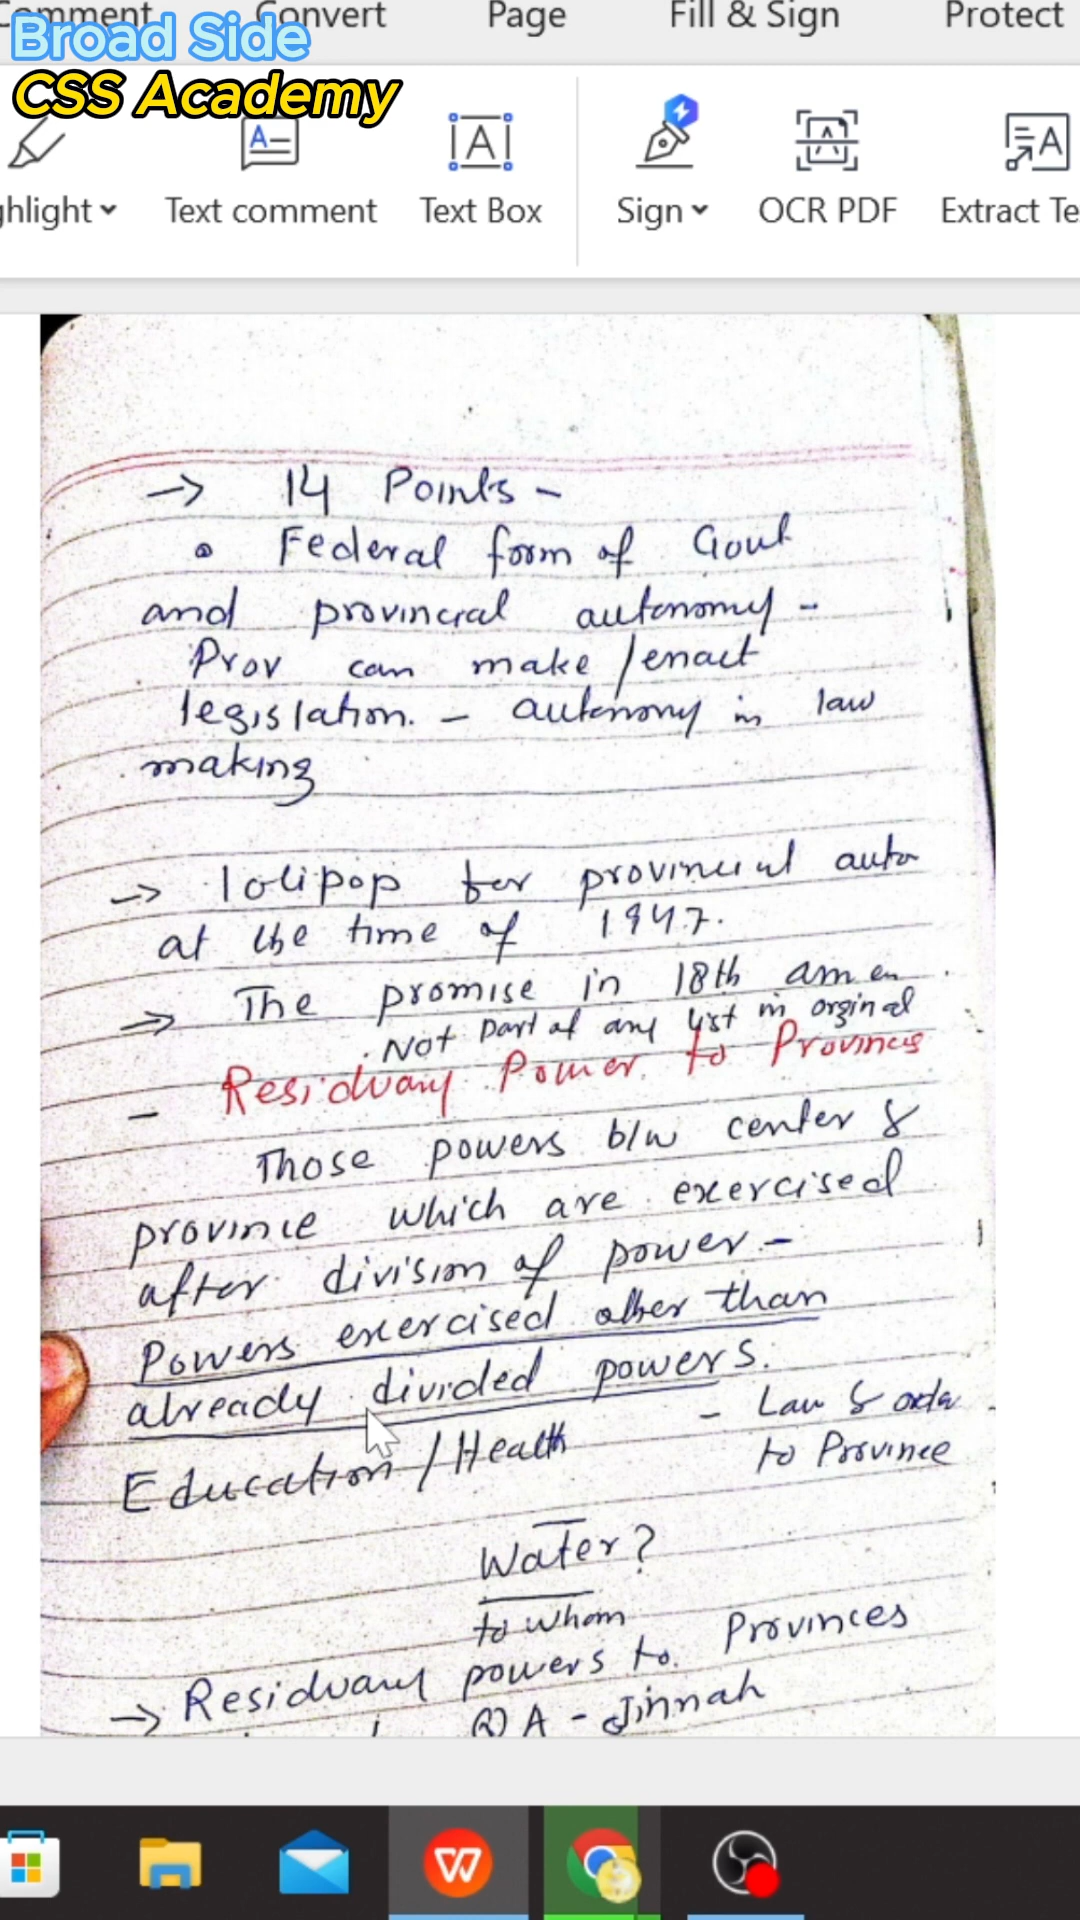 Comment Convert Page Fill & Sign Protect
Broad Side
CSS Academy
ghlight Text comment Text Box Sign OCR PDF Extract Te
→ 14 Points -
• Federal form of Govt
and provincial autonomy -
Prov can make / enact
legislation. - autonomy in law
making
→ lolipop for provincial auto
at the time of 1947.
⇒ The promise in 18th amen
. Not part of any list in orginal
- Residuary Power to Provinces
Those powers b/w center &
province which are exercised
after division of power. -
Powers exercised other than
already divided powers.
- Law & order
Education / Health to Province
Water?
to whom
→ Residuary powers to Provinces
Q A - Jinnah